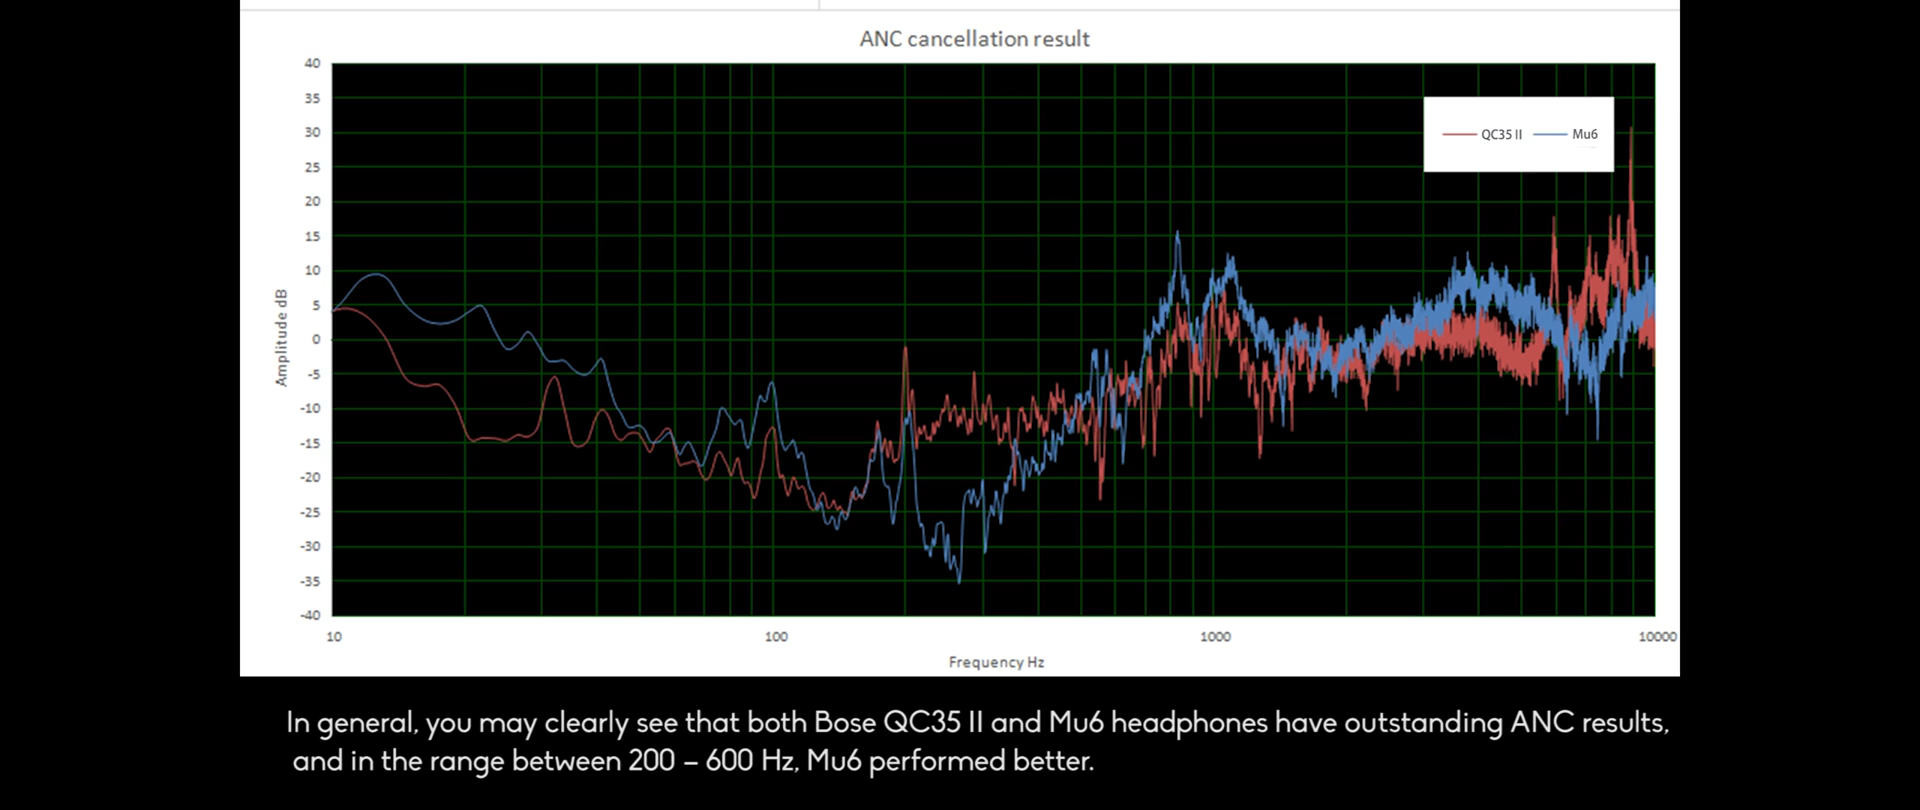 ANC cancellation result
40
35
30
25
20
15
10
5
0
-5
-10
-15
-20
-25
-30
-35
-40
Amplitude dB
QC35 II Mu6
10 100 1000 10000
Frequency Hz
In general, you may clearly see that both Bose QC35 II and Mu6 headphones have outstanding ANC results,
and in the range between 200 – 600 Hz, Mu6 performed better.